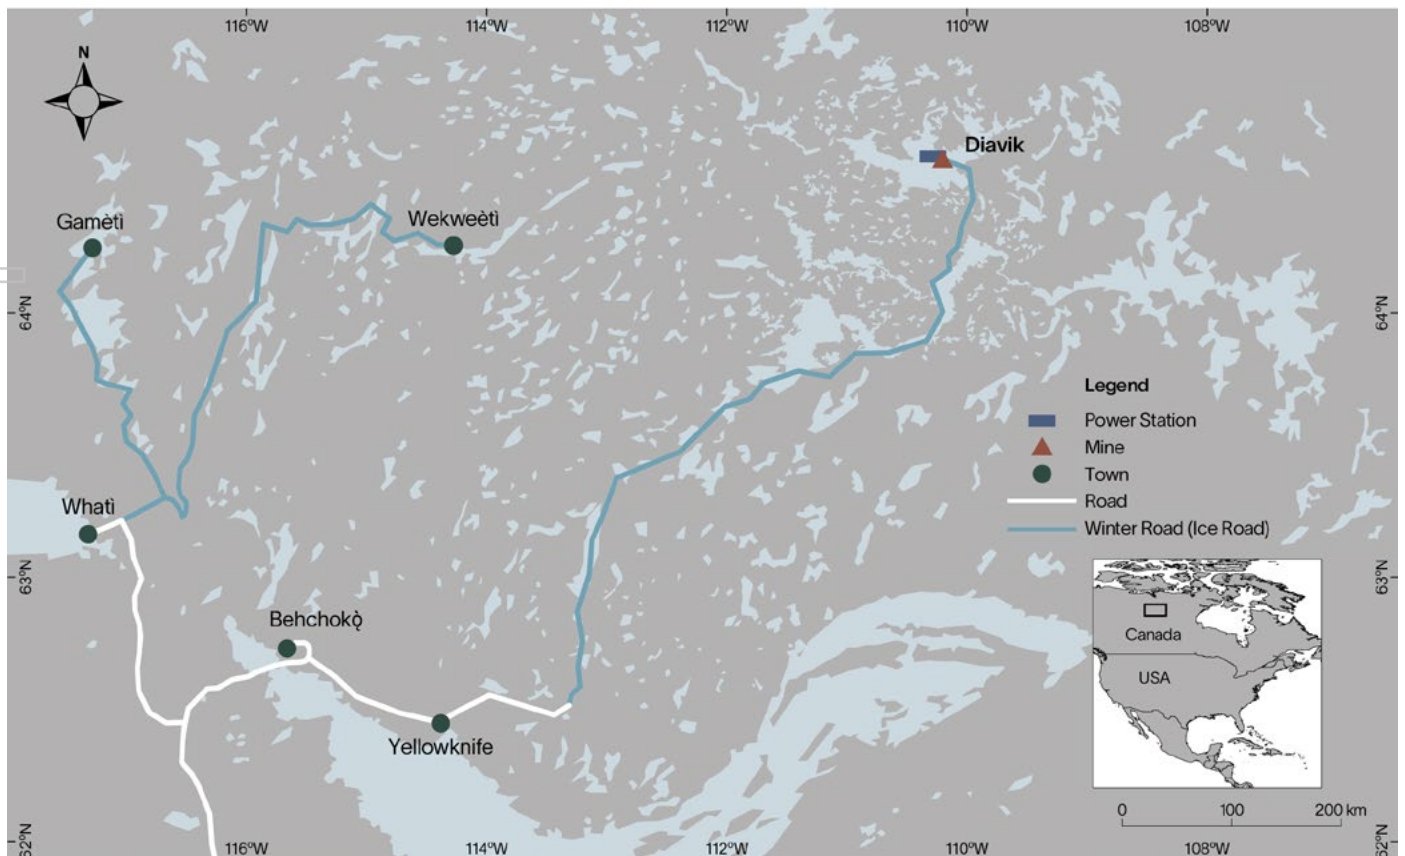 116°W
114°W
112°W
110°W
108°W
N
Diavik
Gamètì
Wekweètì
64°N
64°N
Legend
Power Station
Mine
Town
Road
Winter Road (Ice Road)
Whatì
63°N
63°N
Behchokǫ̀
Canada
USA
Yellowknife
0
100
200 km
62°N
62°N
116°W
114°W
112°W
110°W
108°W